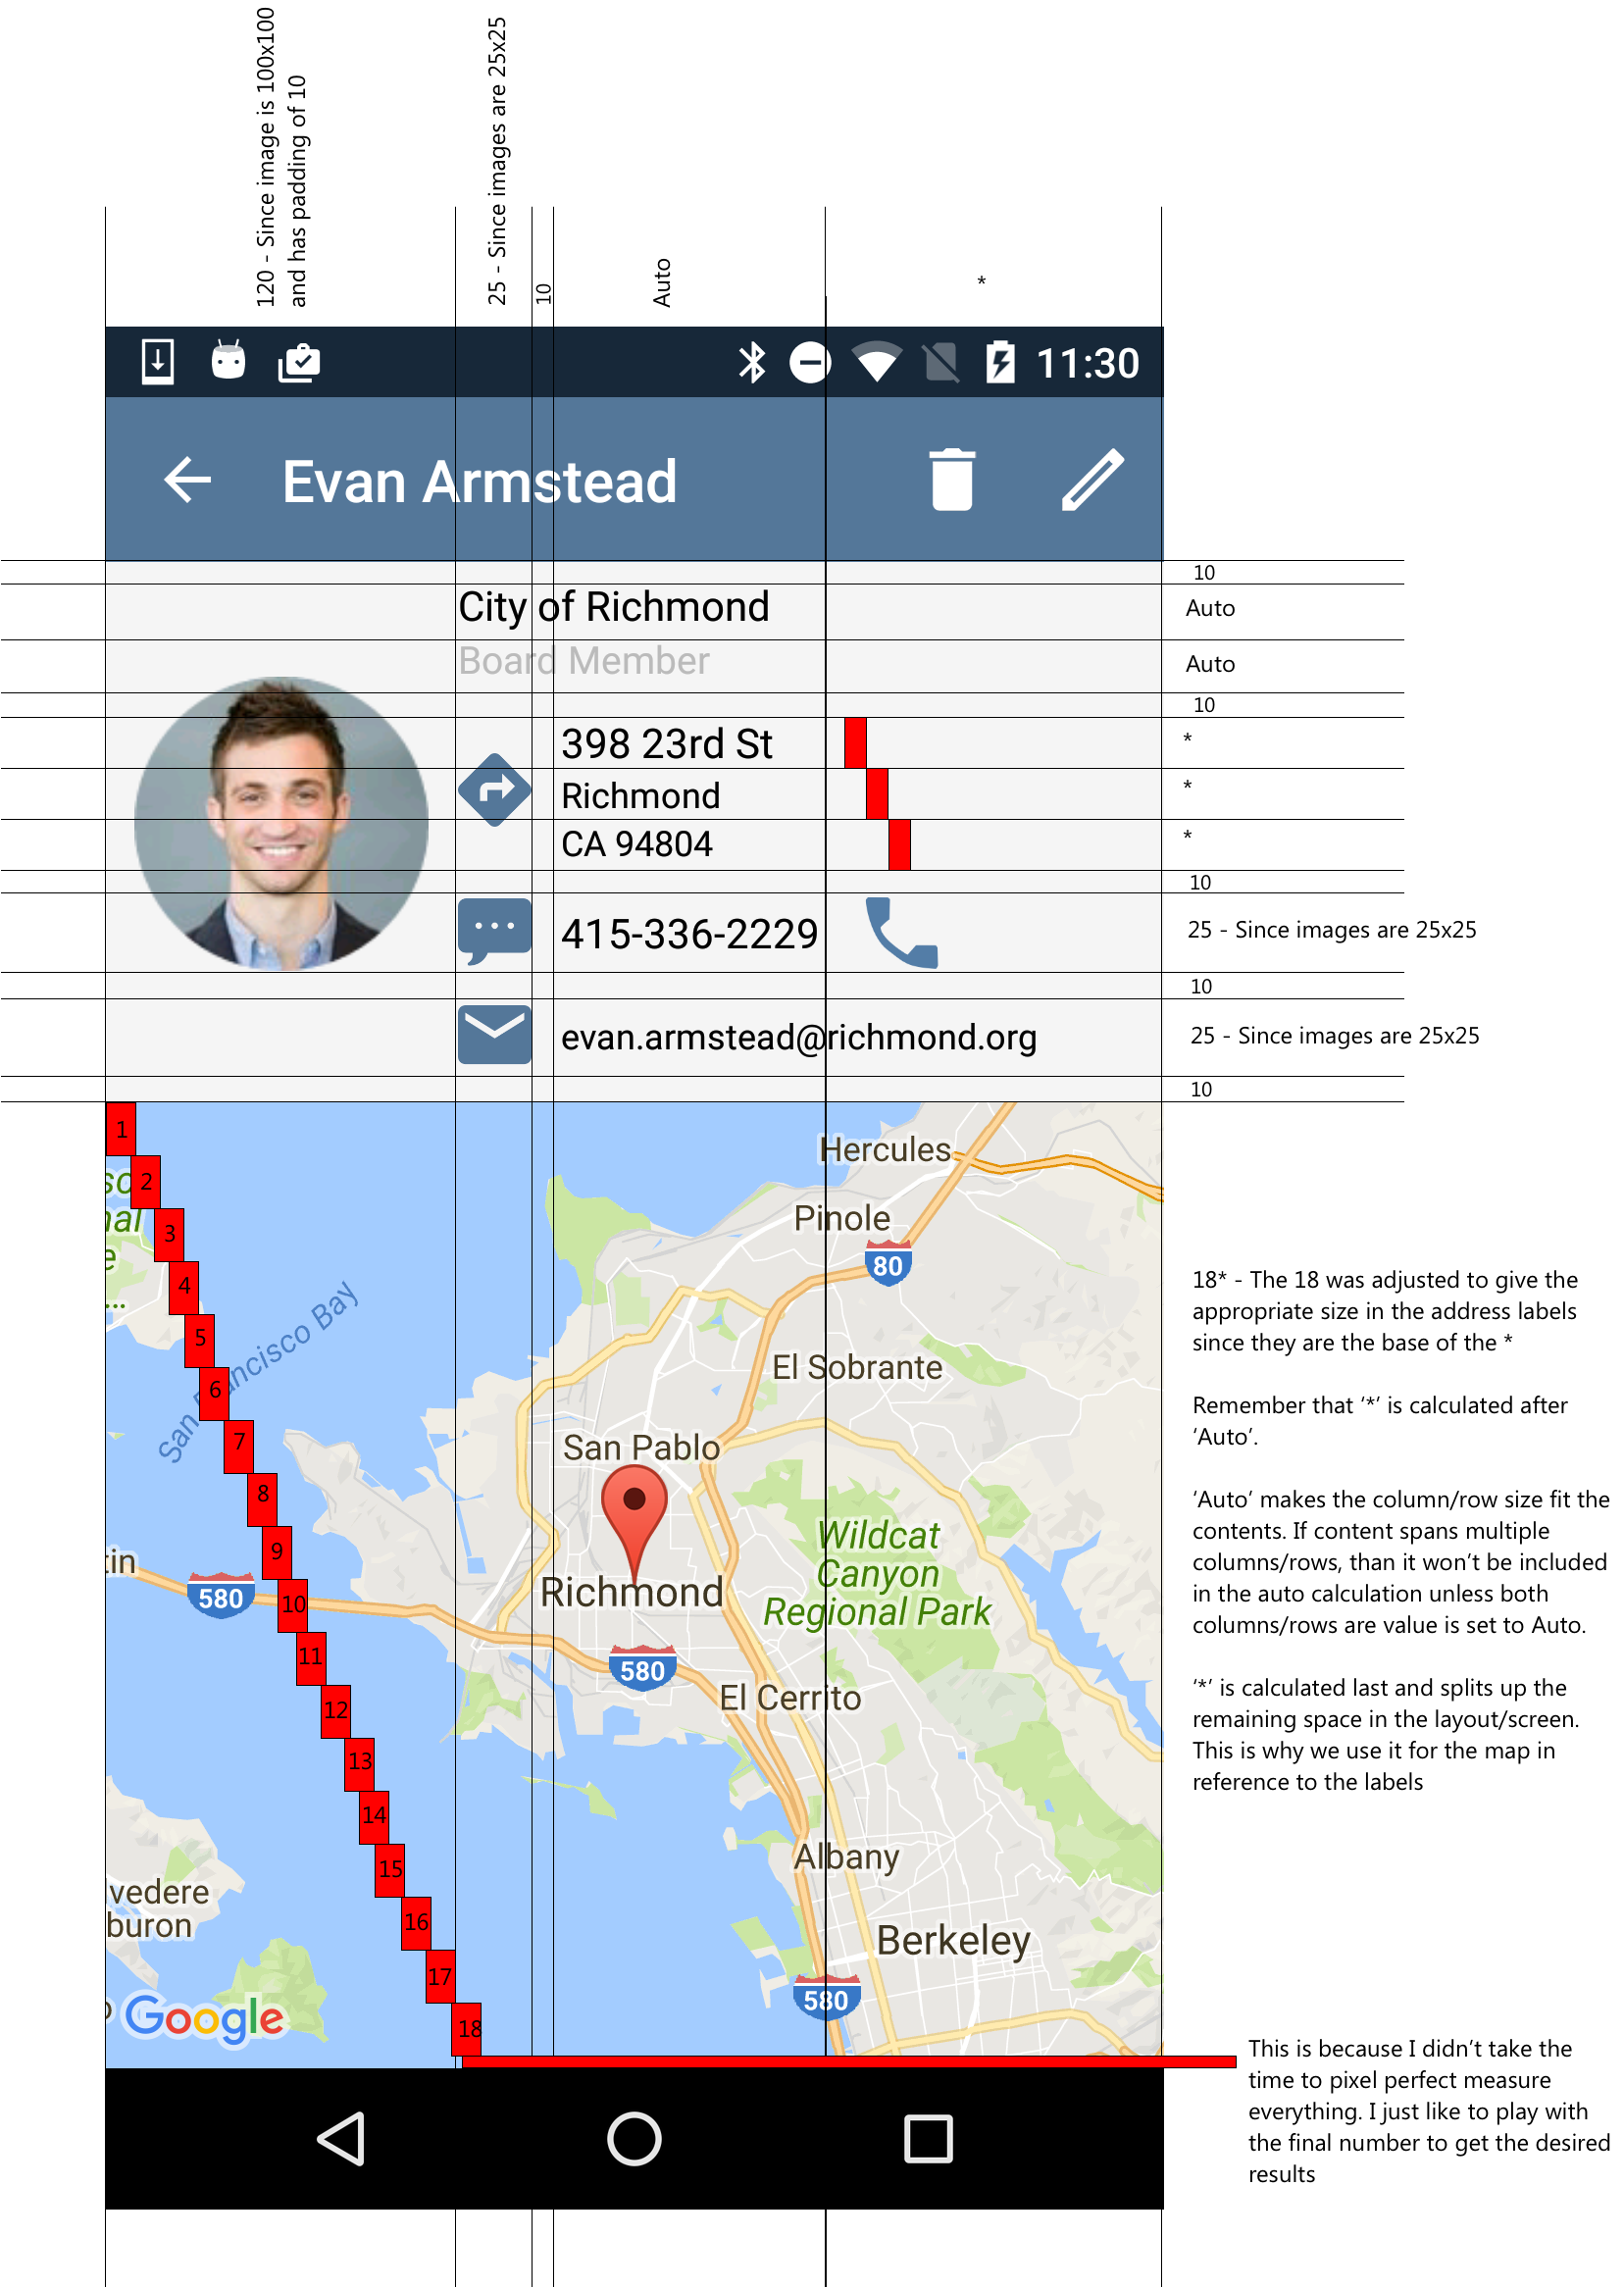 120 - Since image is 100x100
and has padding of 10
25 - Since images are 25x25
10
Auto
*
11:30
Evan Armstead
10
City of Richmond
Auto
Board Member
Auto
10
398 23rd St
*
Richmond
*
CA 94804
*
10
415-336-2229
25 - Since images are 25x25
10
evan.armstead@richmond.org
25 - Since images are 25x25
10
1
2
3
4
5
6
7
8
9
10
11
12
13
14
15
16
17
18
Hercules
Pinole
80
El Sobrante
San Francisco Bay
San Pablo
Wildcat
Canyon
Regional Park
Richmond
580
580
El Cerrito
Albany
Berkeley
580
vedere
buron
Google
18* - The 18 was adjusted to give the
appropriate size in the address labels
since they are the base of the *
Remember that ‘*’ is calculated after
‘Auto’.
‘Auto’ makes the column/row size fit the
contents. If content spans multiple
columns/rows, than it won’t be included
in the auto calculation unless both
columns/rows are value is set to Auto.
‘*’ is calculated last and splits up the
remaining space in the layout/screen.
This is why we use it for the map in
reference to the labels
This is because I didn’t take the
time to pixel perfect measure
everything. I just like to play with
the final number to get the desired
results